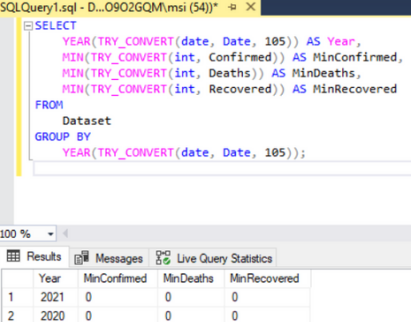 SQLQuery1.sql - D...O9O2GQM\msi (54))*
SELECT
YEAR(TRY_CONVERT(date, Date, 105)) AS Year,
MIN(TRY_CONVERT(int, Confirmed)) AS MinConfirmed,
MIN(TRY_CONVERT(int, Deaths)) AS MinDeaths,
MIN(TRY_CONVERT(int, Recovered)) AS MinRecovered
FROM
Dataset
GROUP BY
YEAR(TRY_CONVERT(date, Date, 105));
100 %
Results Messages Live Query Statistics
Year MinConfirmed MinDeaths MinRecovered
1 2021 0 0 0
2 2020 0 0 0